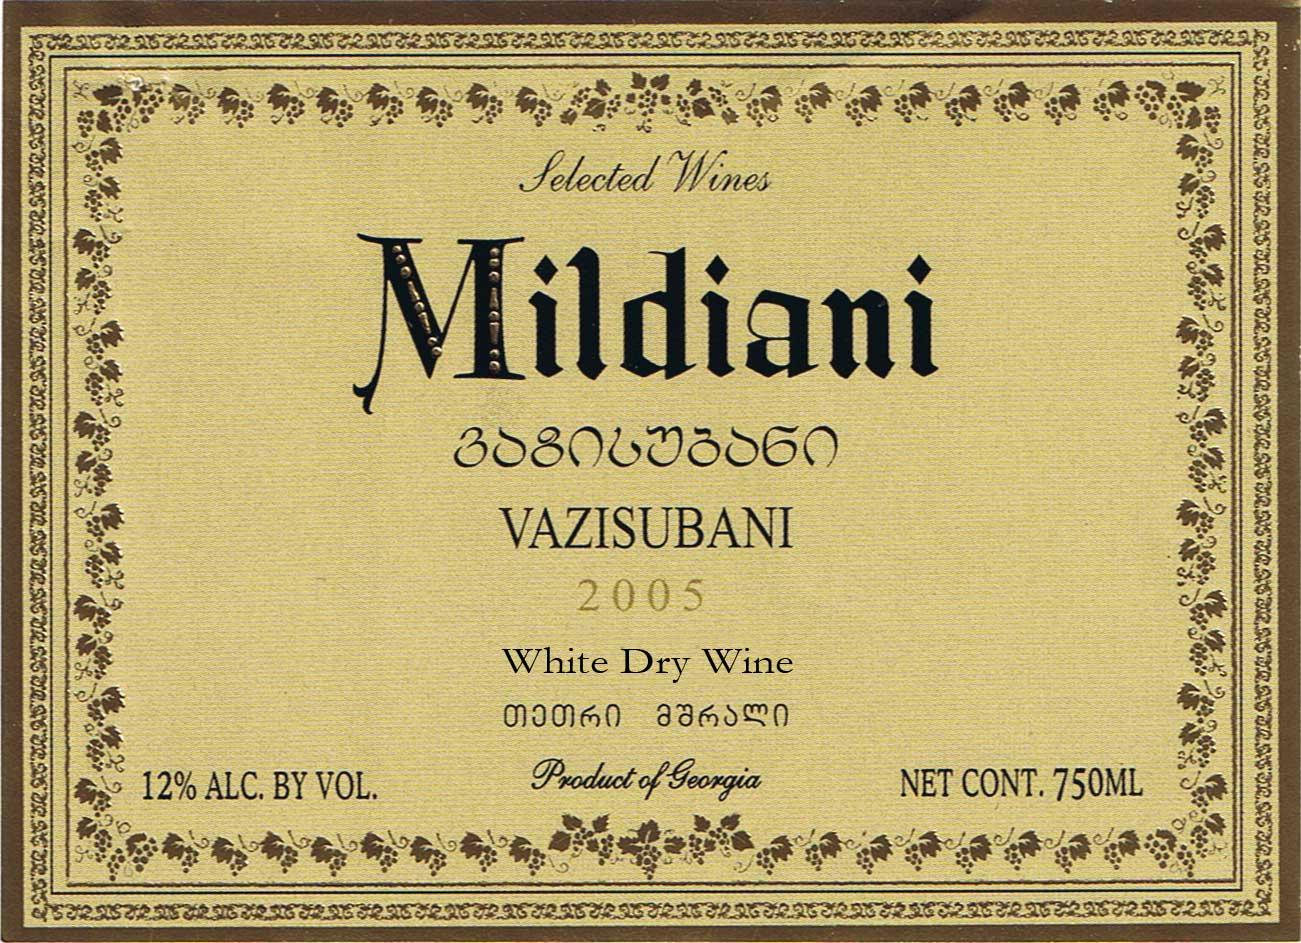 Selected Wines
Mildiani
ვაზისუბანი
VAZISUBANI
2005
White Dry Wine
თეთრი მშრალი
12% ALC. BY VOL.
Product of Georgia
NET CONT. 750ML